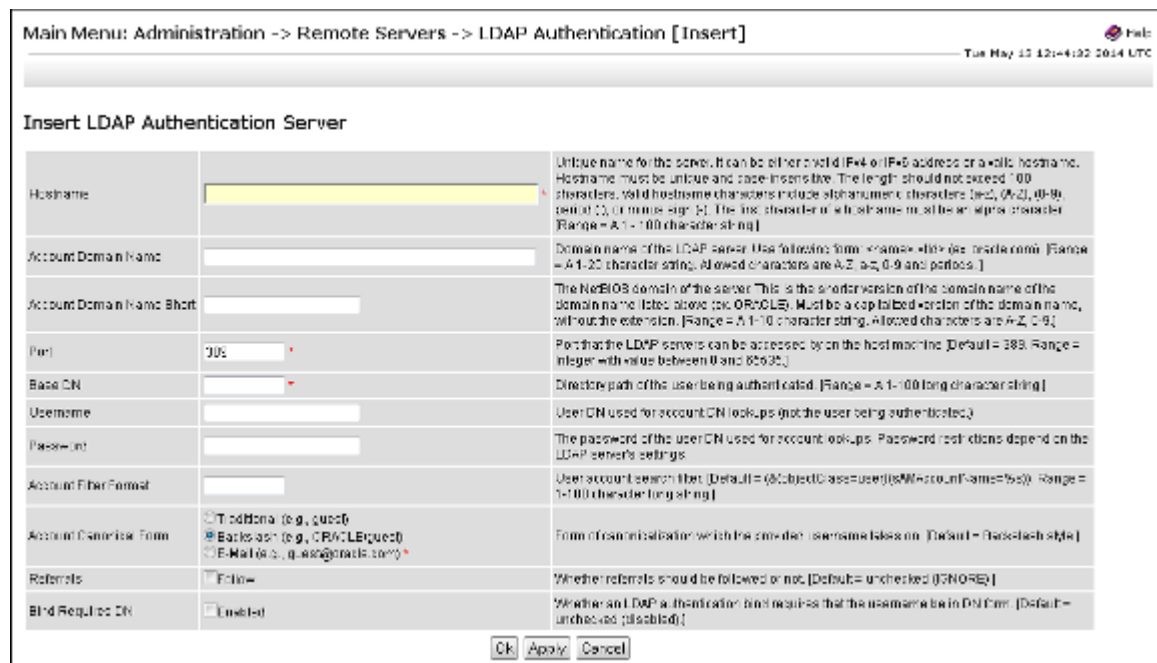 Main Menu: Administration -> Remote Servers -> LDAP Authentication [Insert]
Help
Tue May 13 12:44:32 2014 UTC
Insert LDAP Authentication Server
Hostname
*
Unique name for the server. It can be either a valid IPv4 or IPv6 address or a valid hostname.
Hostname must be unique and case-insensitive. The length should not exceed 100
characters. Valid hostname characters include alphanumeric characters (a-z), (A-Z), (0-9),
period (.), or minus sign (-). The first character of a hostname must be an alpha character.
[Range = A 1 - 100 character string.]
Account Domain Name
Domain name of the LDAP server. Use following form: <name>.<tld> (ex. oracle.com). [Range
= A 1-20 character string. Allowed characters are A-Z, a-z, 0-9 and periods.]
Account Domain Name Short
The NetBIOS domain of the server. This is the shorter version of the domain name of the
domain name listed above (ex. ORACLE). Must be a capitalized version of the domain name,
without the extension. [Range = A 1-10 character string. Allowed characters are A-Z, 0-9.]
Port
389 *
Port that the LDAP servers can be accessed by on the host machine [Default = 389. Range =
Integer with value between 0 and 65535.]
Base DN
*
Directory path of the user being authenticated. [Range = A 1-100 long character string.]
Username
User DN used for account DN lookups (not the user being authenticated.)
Password
The password of the user DN used for account lookups. Password restrictions depend on the
LDAP server's settings.
Account Filter Format
User account search filter. [Default = (&(objectClass=user)(sAMAccountName=%s)). Range =
1-100 character long string.]
Account Canonical Form
Traditional (e.g., guest)
Backslash (e.g., ORACLE\guest)
E-Mail (e.g., guest@oracle.com) *
Form of canonicalization which the provided username takes on. [Default = Backslash style.]
Referrals
Follow
Whether referrals should be followed or not. [Default = unchecked (IGNORE).]
Bind Required DN
Enabled
Whether an LDAP authentication bind requires that the username be in DN form. [Default =
unchecked (disabled).]
Ok Apply Cancel